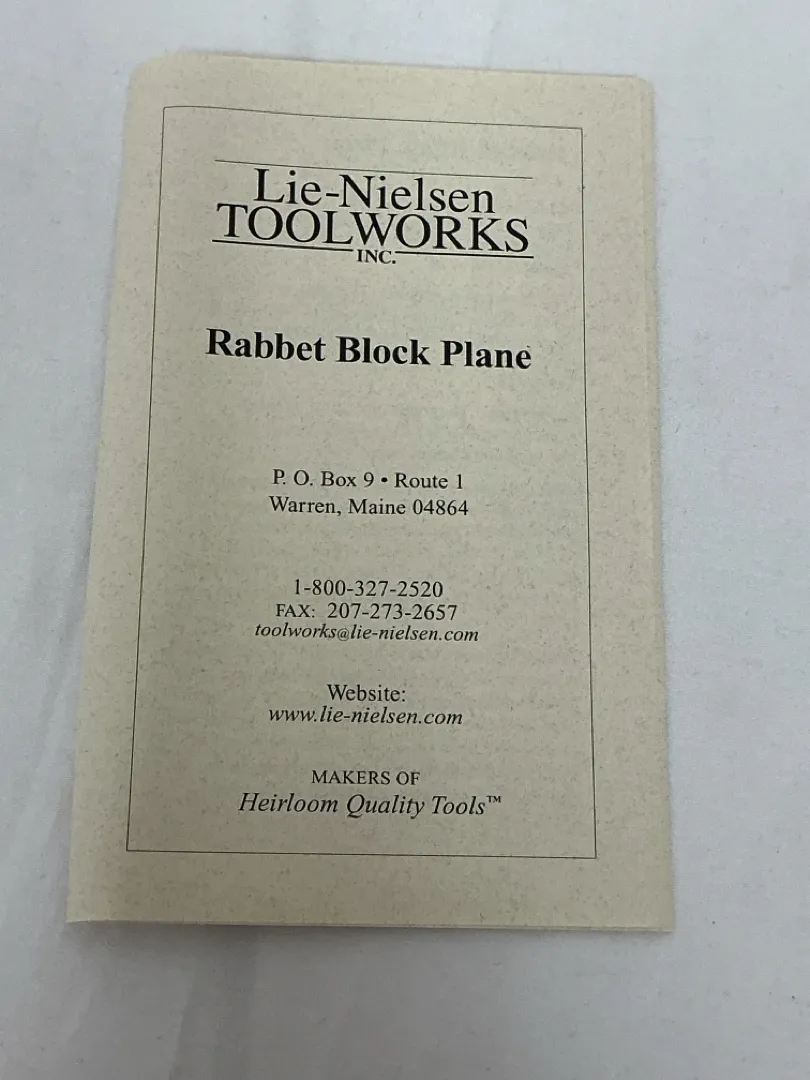 Lie-Nielsen
TOOLWORKS
INC.
Rabbet Block Plane
P. O. Box 9 • Route 1
Warren, Maine 04864
1-800-327-2520
FAX: 207-273-2657
toolworks@lie-nielsen.com
Website:
www.lie-nielsen.com
MAKERS OF
Heirloom Quality Tools™